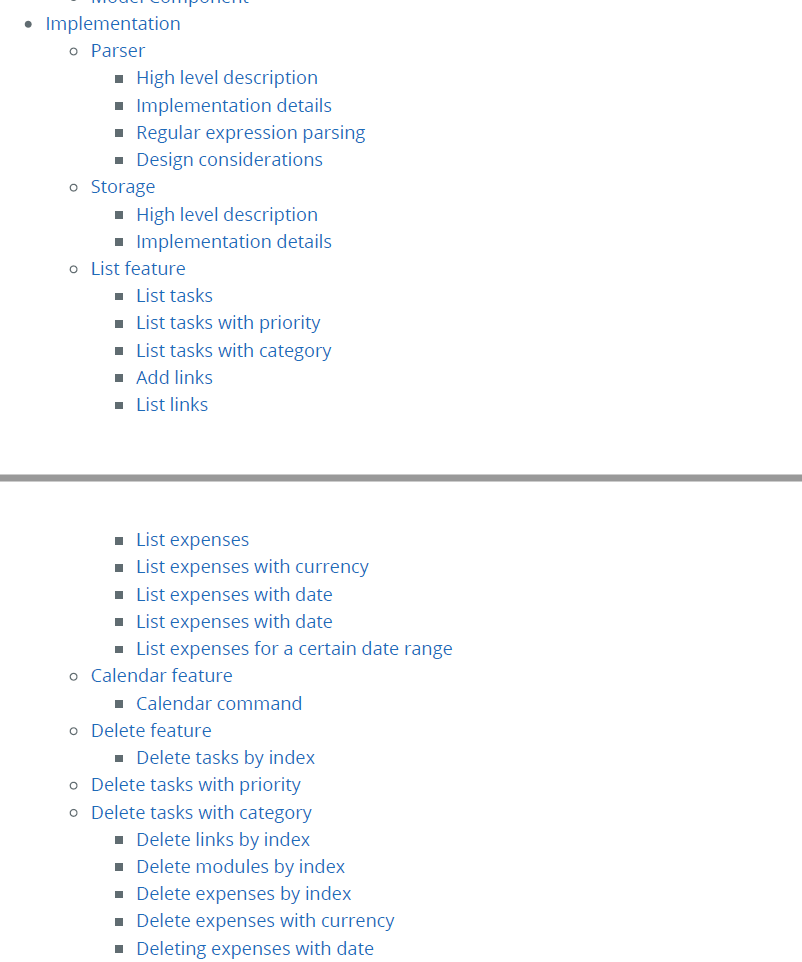 Model Component
Implementation
Parser
High level description
Implementation details
Regular expression parsing
Design considerations
Storage
High level description
Implementation details
List feature
List tasks
List tasks with priority
List tasks with category
Add links
List links
List expenses
List expenses with currency
List expenses with date
List expenses with date
List expenses for a certain date range
Calendar feature
Calendar command
Delete feature
Delete tasks by index
Delete tasks with priority
Delete tasks with category
Delete links by index
Delete modules by index
Delete expenses by index
Delete expenses with currency
Deleting expenses with date